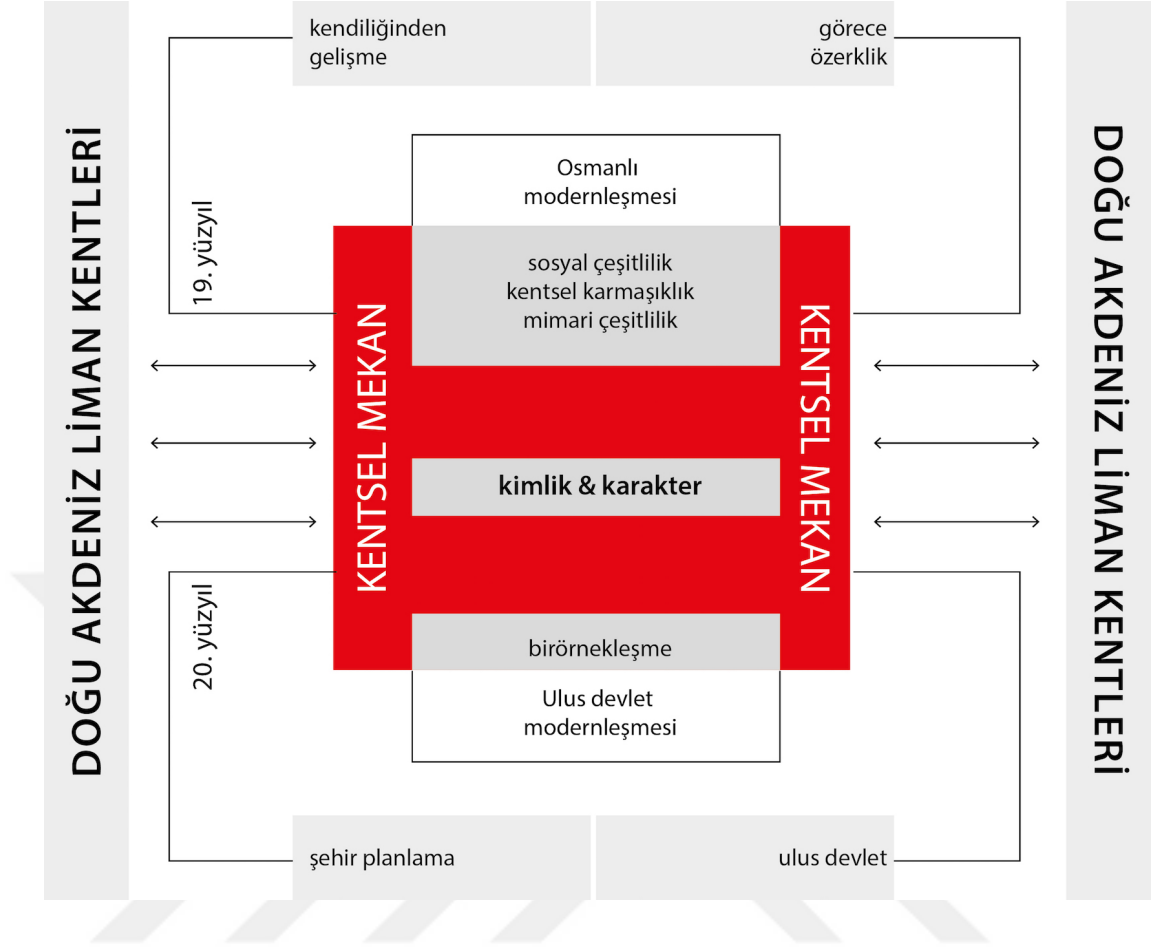 kendiliğinden
gelişme
görece
özerklik
DOĞU AKDENİZ LİMAN KENTLERİ
19. yüzyıl
Osmanlı
modernleşmesi
sosyal çeşitlilik
kentsel karmaşıklık
mimari çeşitlilik
KENTSEL MEKAN
kimlik & karakter
KENTSEL MEKAN
DOĞU AKDENİZ LİMAN KENTLERİ
20. yüzyıl
birörnekleşme
Ulus devlet
modernleşmesi
şehir planlama
ulus devlet